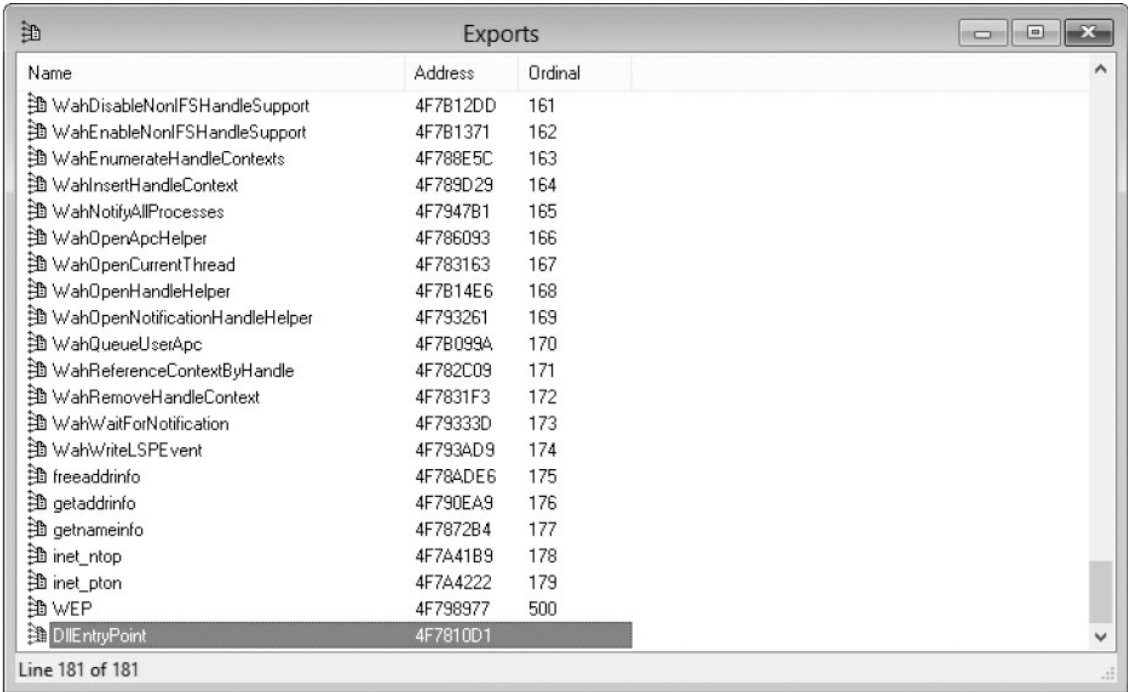 Exports
Name Address Ordinal
WahDisableNonIFSHandleSupport 4F7B12DD 161
WahEnableNonIFSHandleSupport 4F7B1371 162
WahEnumerateHandleContexts 4F788E5C 163
WahInsertHandleContext 4F789D29 164
WahNotifyAllProcesses 4F7947B1 165
WahOpenApcHelper 4F786093 166
WahOpenCurrentThread 4F783163 167
WahOpenHandleHelper 4F7B14E6 168
WahOpenNotificationHandleHelper 4F793261 169
WahQueueUserApc 4F7B099A 170
WahReferenceContextByHandle 4F782C09 171
WahRemoveHandleContext 4F7831F3 172
WahWaitForNotification 4F79333D 173
WahWriteLSPEvent 4F793AD9 174
freeaddrinfo 4F78ADE6 175
getaddrinfo 4F790EA9 176
getnameinfo 4F7872B4 177
inet_ntop 4F7A41B9 178
inet_pton 4F7A4222 179
WEP 4F798977 500
DllEntryPoint 4F7810D1
Line 181 of 181